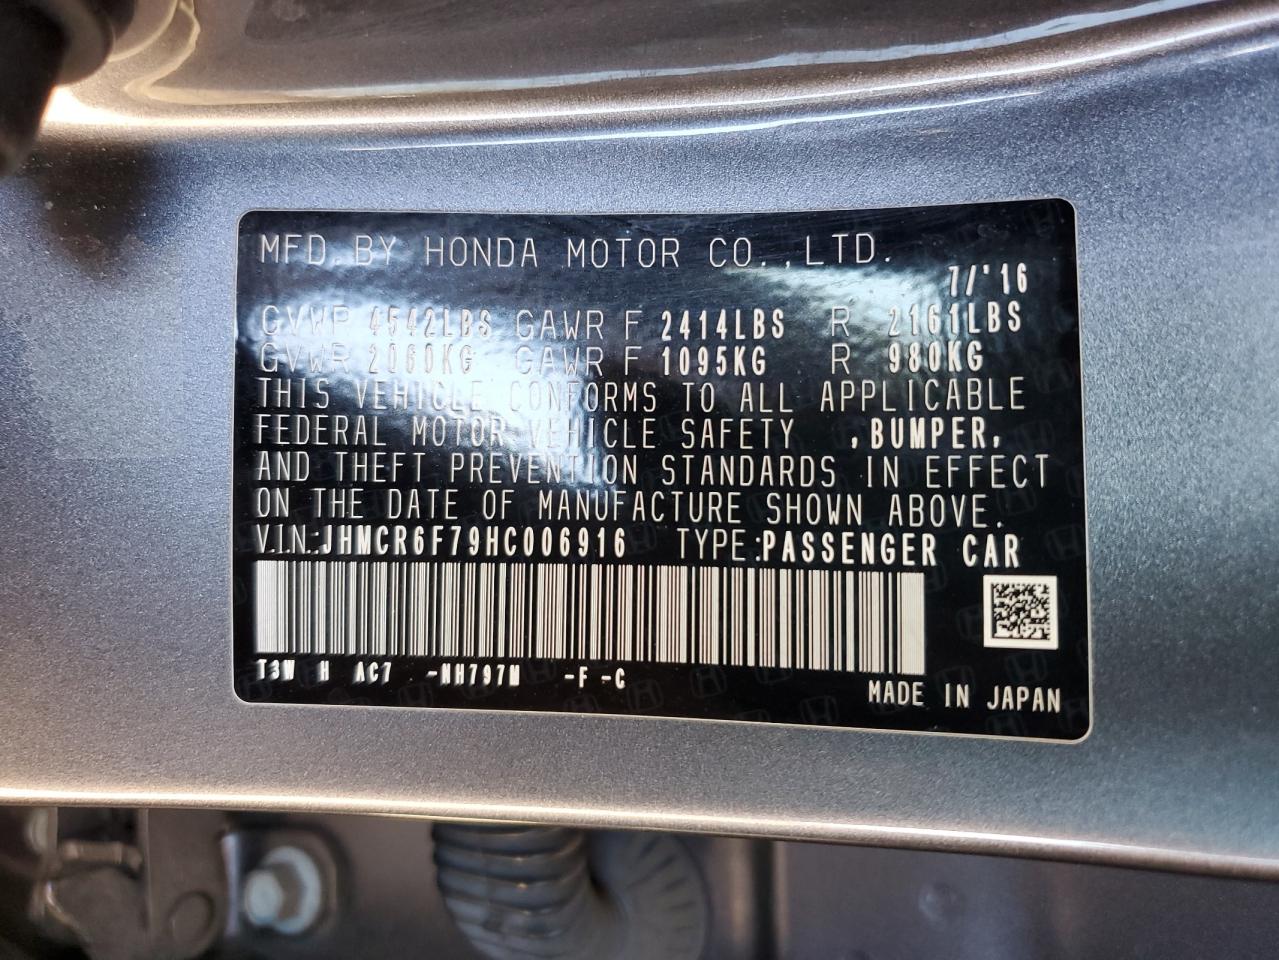 MFD. BY HONDA MOTOR CO.,LTD.
7/'16
GVWR 4542LBS GAWR F 2414LBS R 2161LBS
GVWR 2060KG GAWR F 1095KG R 980KG
THIS VEHICLE CONFORMS TO ALL APPLICABLE
FEDERAL MOTOR VEHICLE SAFETY ,BUMPER,
AND THEFT PREVENTION STANDARDS IN EFFECT
ON THE DATE OF MANUFACTURE SHOWN ABOVE.
V.I.N.:JHMCR6F79HC006916 TYPE:PASSENGER CAR
T3W H AC7 -NH797M -F -C
MADE IN JAPAN